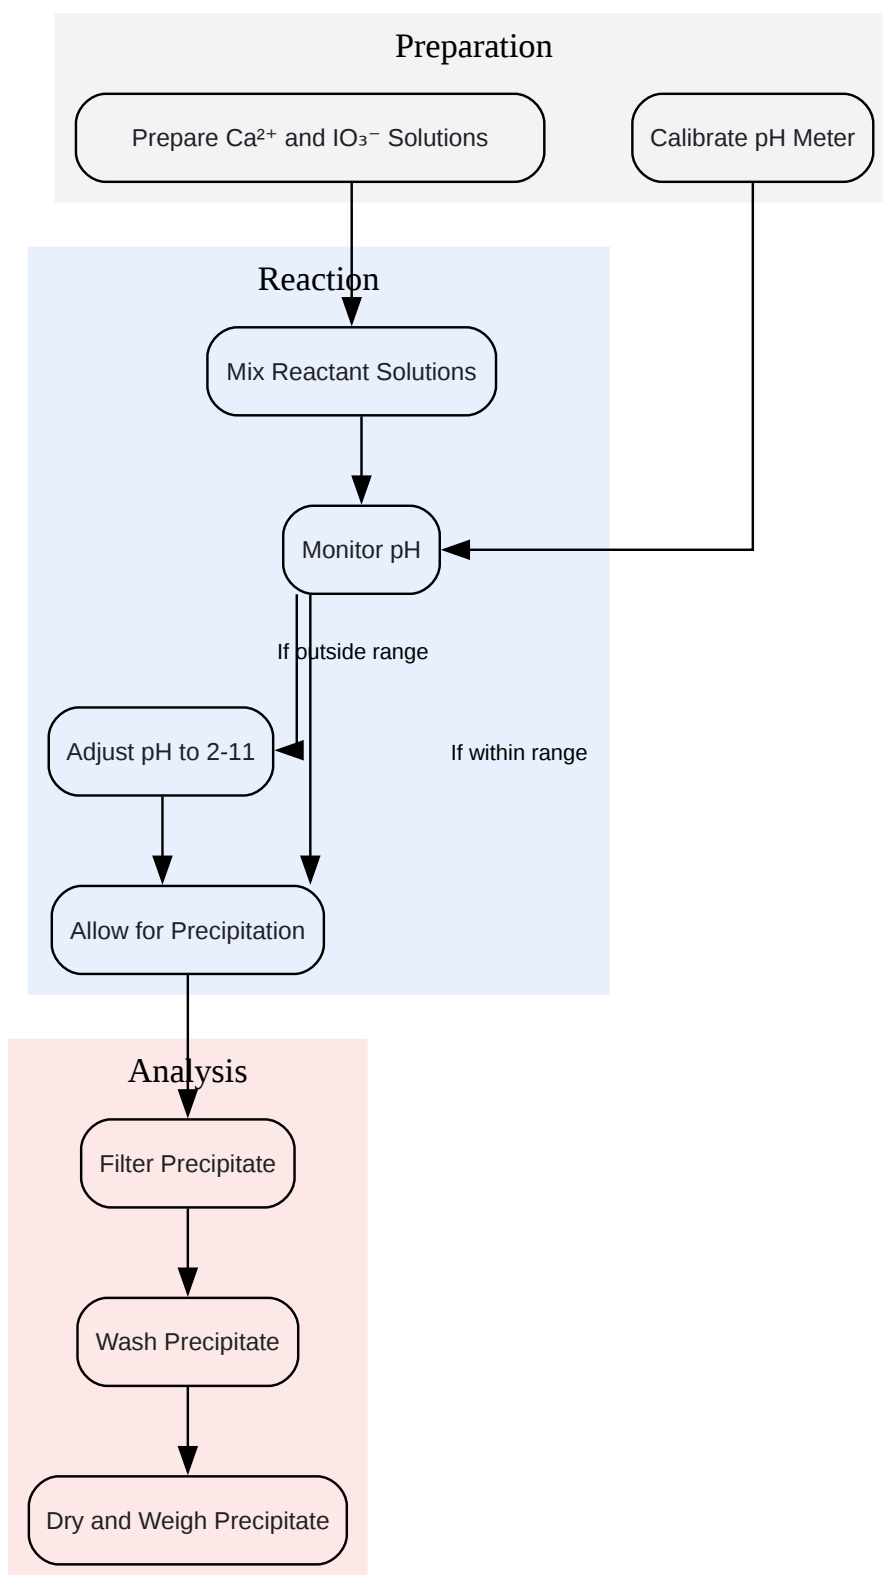 Preparation
Prepare Ca²⁺ and IO₃⁻ Solutions
Calibrate pH Meter
Reaction
Mix Reactant Solutions
Monitor pH
If outside range
Adjust pH to 2-11
If within range
Allow for Precipitation
Analysis
Filter Precipitate
Wash Precipitate
Dry and Weigh Precipitate